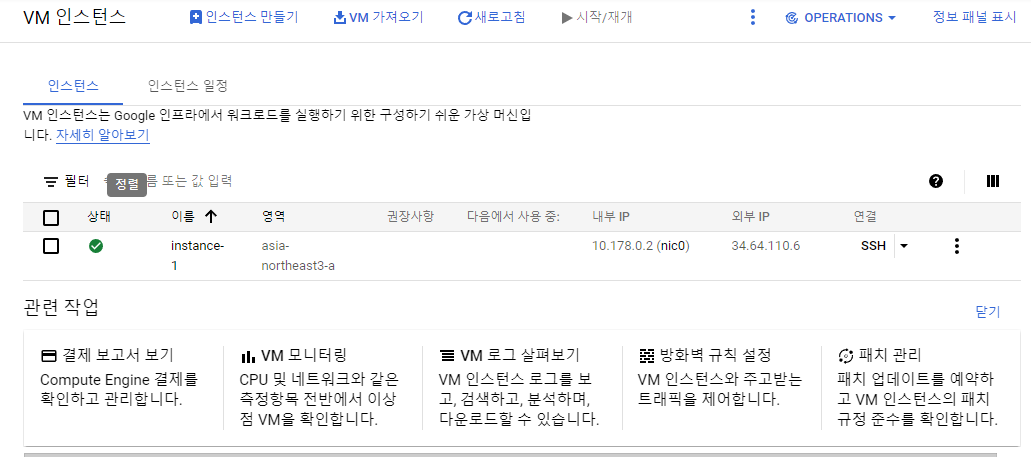 VM 인스턴스 인스턴스 만들기 VM 가져오기 새로고침 시작/재개 OPERATIONS 정보 패널 표시
인스턴스 인스턴스 일정
VM 인스턴스는 Google 인프라에서 워크로드를 실행하기 위한 구성하기 쉬운 가상 머신입
니다. 자세히 알아보기
필터 정렬 또는 값 입력
상태 이름 영역 권장사항 다음에서 사용 중: 내부 IP 외부 IP 연결
instance- asia- 10.178.0.2 (nic0) 34.64.110.6 SSH
1 northeast3-a
관련 작업 닫기
결제 보고서 보기 VM 모니터링 VM 로그 살펴보기 방화벽 규칙 설정 패치 관리
Compute Engine 결제를 CPU 및 네트워크와 같은 VM 인스턴스 로그를 보 VM 인스턴스와 주고받는 패치 업데이트를 예약하
확인하고 관리합니다. 측정항목 전반에서 이상 고, 검색하고, 분석하며, 트래픽을 제어합니다. 고 VM 인스턴스의 패치
점 VM을 확인합니다. 다운로드할 수 있습니다. 규정 준수를 확인합니다.